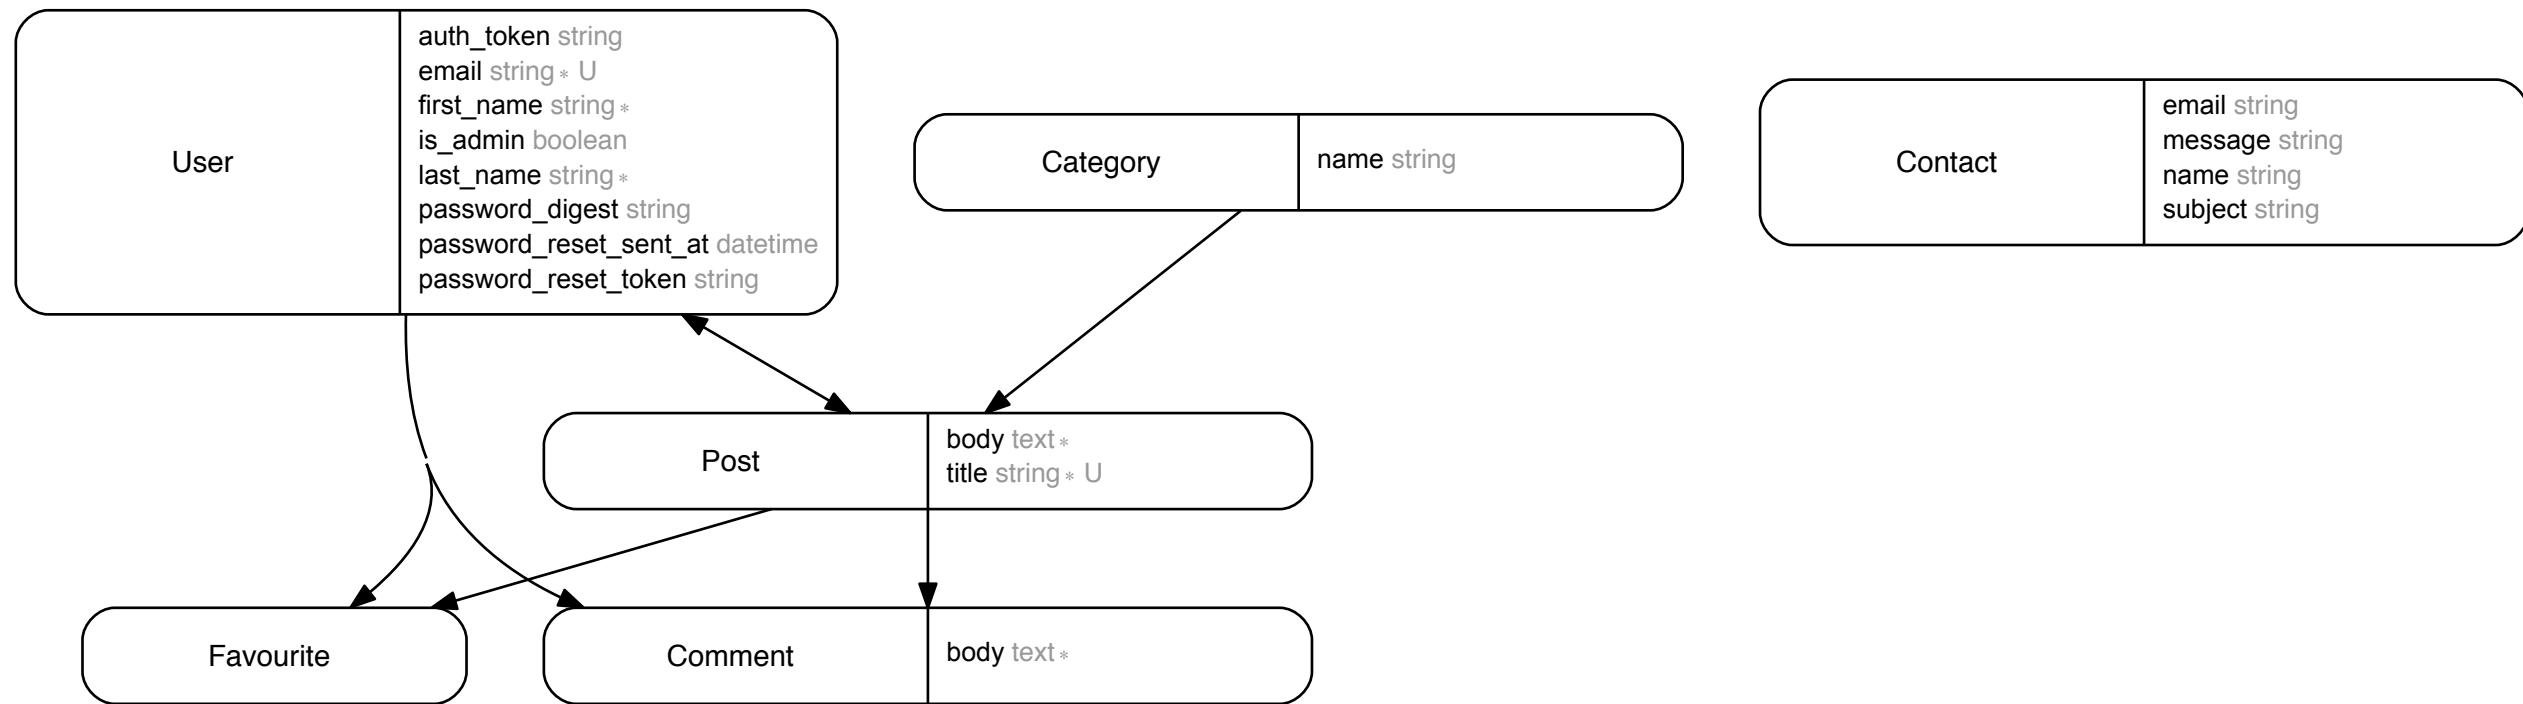 User
auth_token string
email string∗ U
first_name string∗
is_admin boolean
last_name string∗
password_digest string
password_reset_sent_at datetime
password_reset_token string
Category
name string
Contact
email string
message string
name string
subject string
Post
body text∗
title string∗ U
Favourite
Comment
body text∗